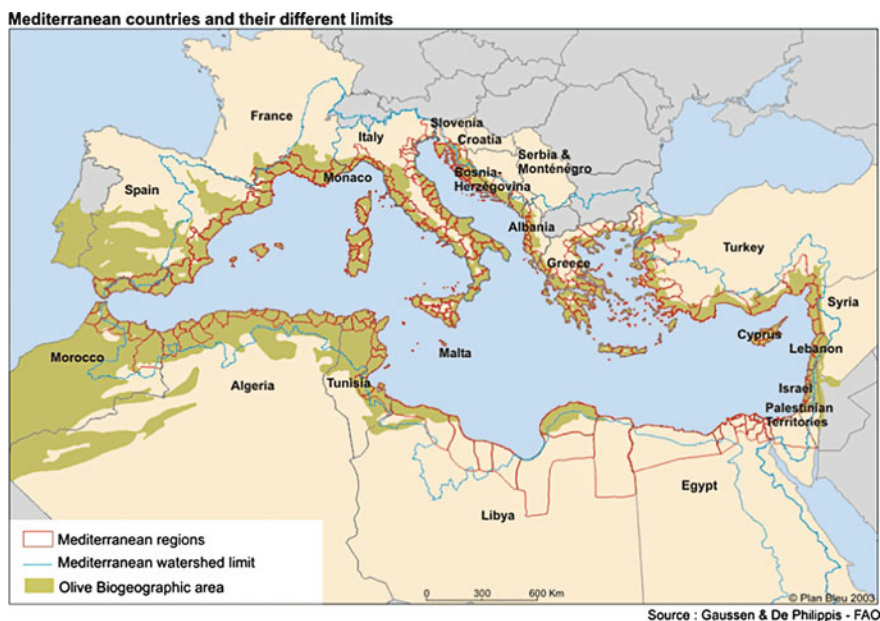 Mediterranean countries and their different limits
France
Slovenia
Italy
Croatia
Serbia &
Monténégro
Bosnia-
Herzégovina
Monaco
Spain
Albania
Greece
Turkey
Syria
Cyprus
Lebanon
Malta
Morocco
Algeria
Tunisia
Israel
Palestinian
Territories
Egypt
Libya
Mediterranean regions
Mediterranean watershed limit
Olive Biogeographic area
0 300 600 Km
© Plan Bleu 2003
Source : Gaussen & De Philippis - FAO